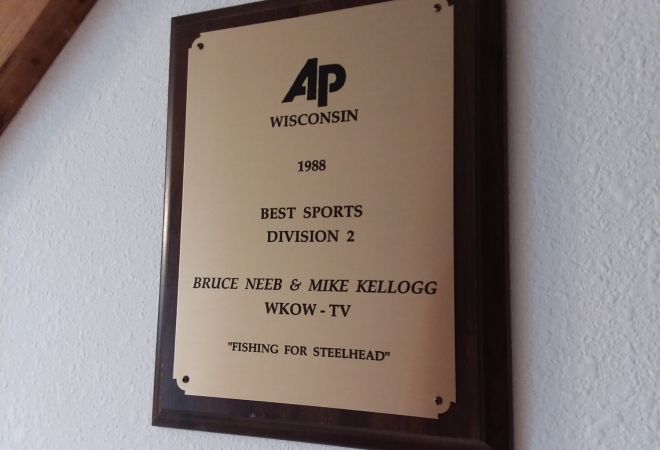 AP
WISCONSIN
1988
BEST SPORTS
DIVISION 2
BRUCE NEEB & MIKE KELLOGG
WKOW - TV
"FISHING FOR STEELHEAD"